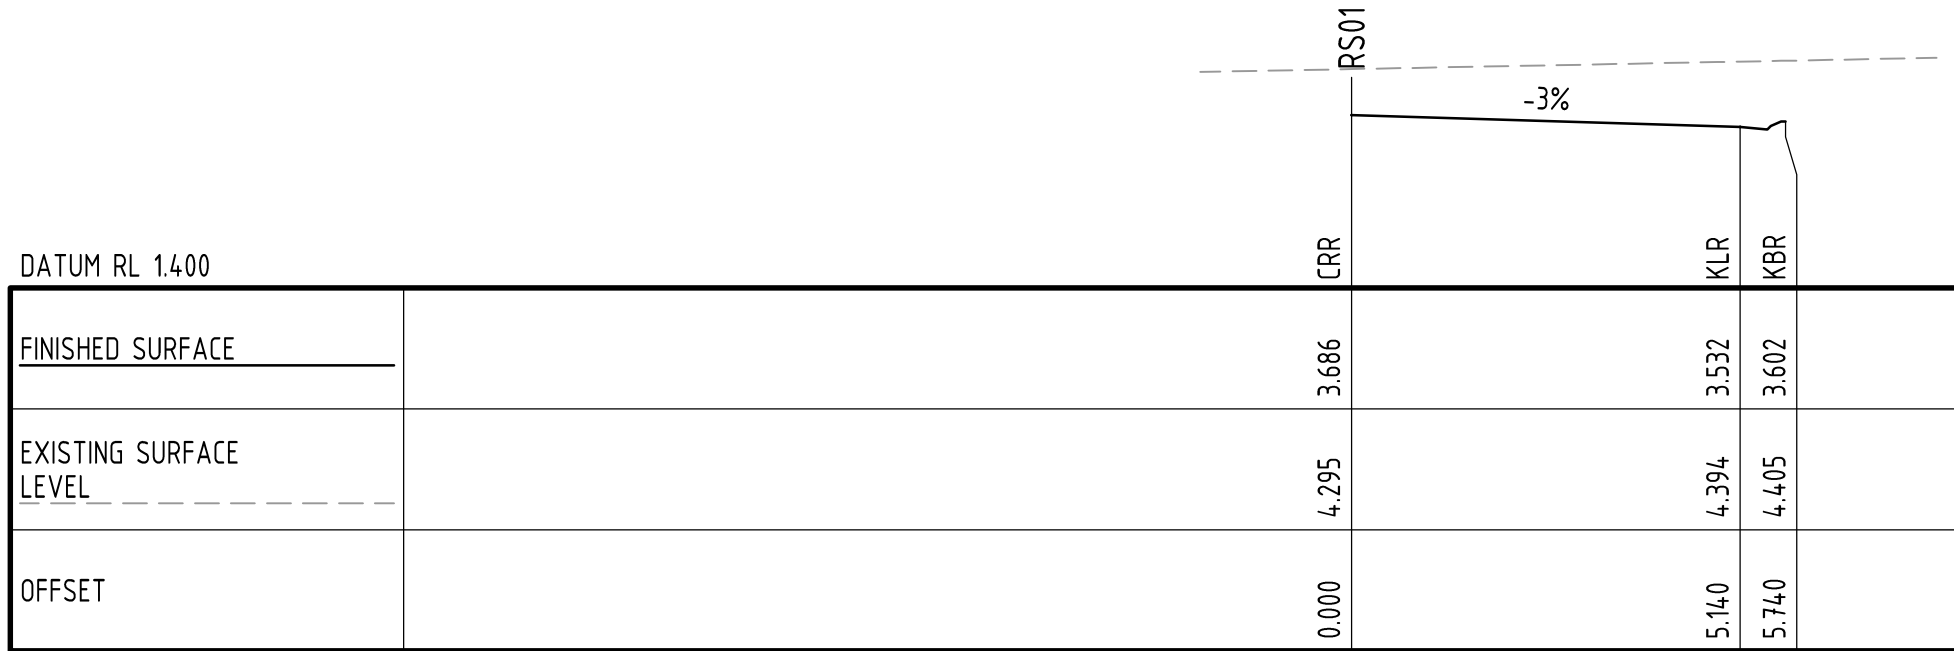 RS01
-3%
DATUM RL 1.400
CRR
KLR
KBR
FINISHED SURFACE
3.686
3.532
3.602
EXISTING SURFACE
LEVEL
4.295
4.394
4.405
OFFSET
0.000
5.140
5.740